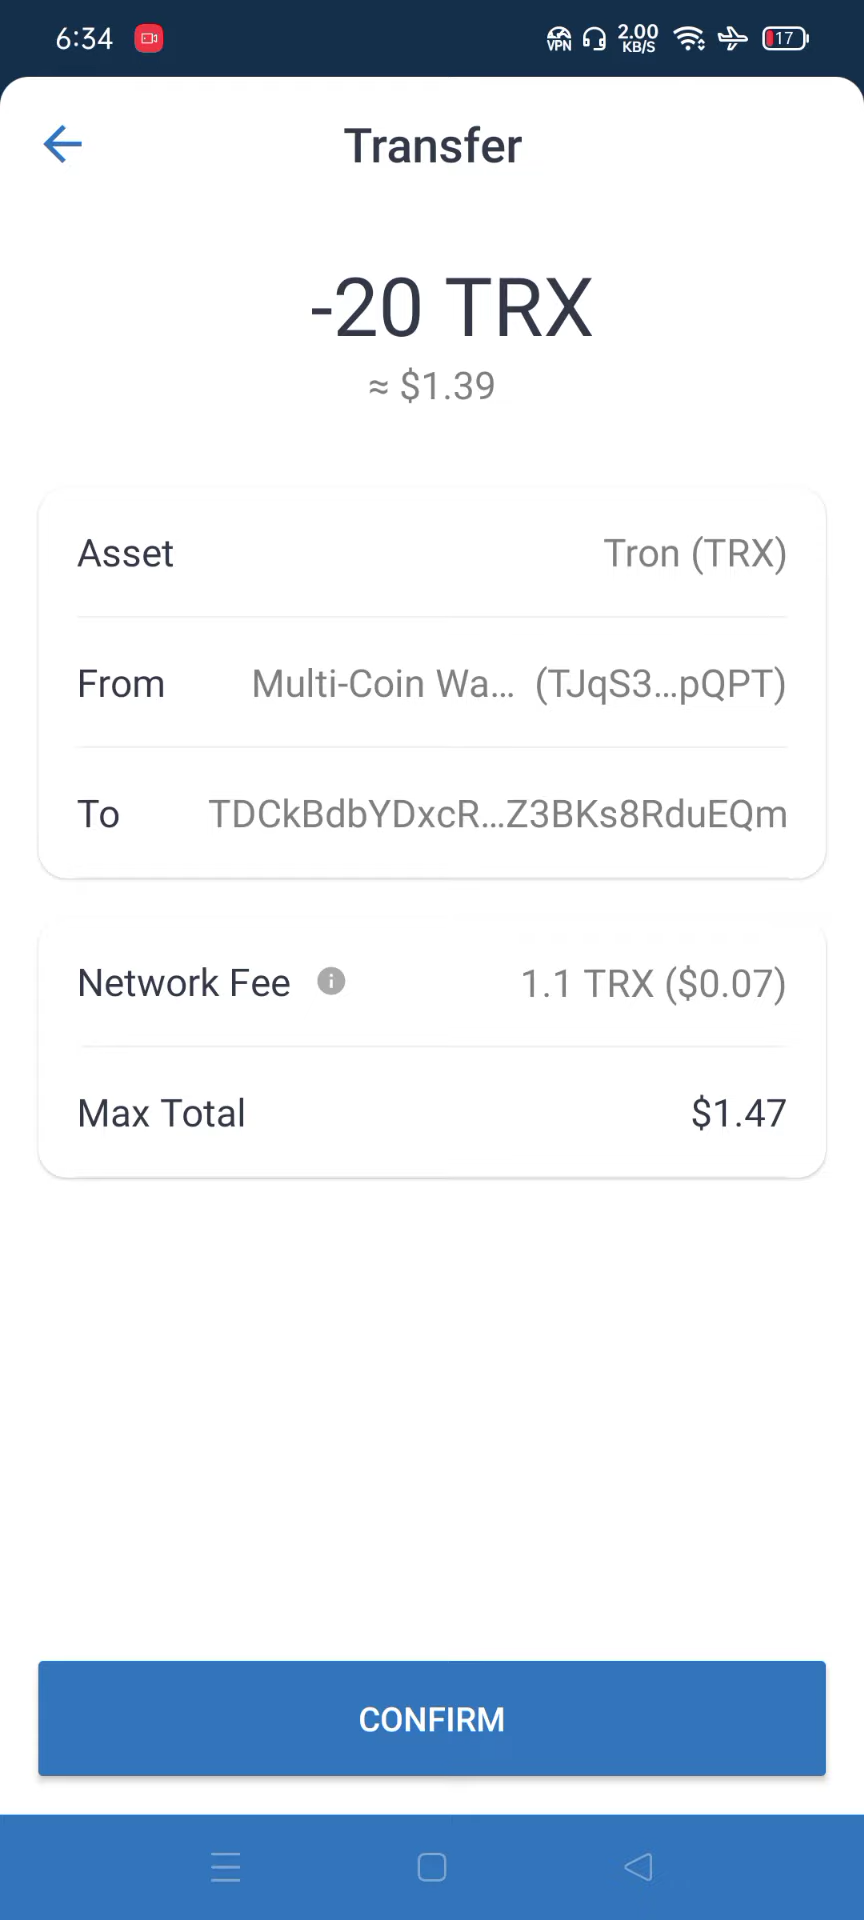 6:34
VPN 2.00 KB/S 17
Transfer
-20 TRX
≈ $1.39
Asset Tron (TRX)
From Multi-Coin Wa... (TJqS3...pQPT)
To TDCkBdbYDxcR...Z3BKs8RduEQm
Network Fee i 1.1 TRX ($0.07)
Max Total $1.47
CONFIRM